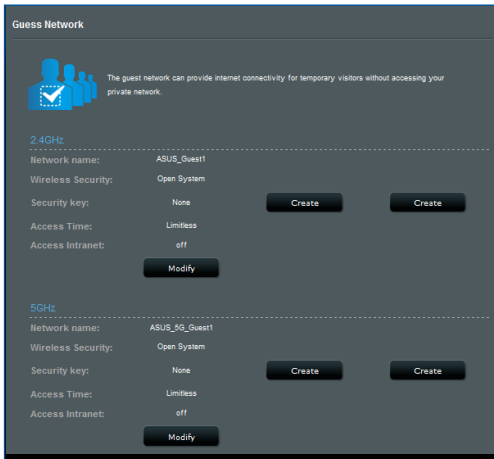 Guess Network
The guest network can provide internet connectivity for temporary visitors without accessing your
private network.
2.4GHz
Network name: ASUS_Guest1
Wireless Security: Open System
Security key: None Create Create
Access Time: Limitless
Access Intranet: off
Modify
5GHz
Network name: ASUS_5G_Guest1
Wireless Security: Open System
Security key: None Create Create
Access Time: Limitless
Access Intranet: off
Modify